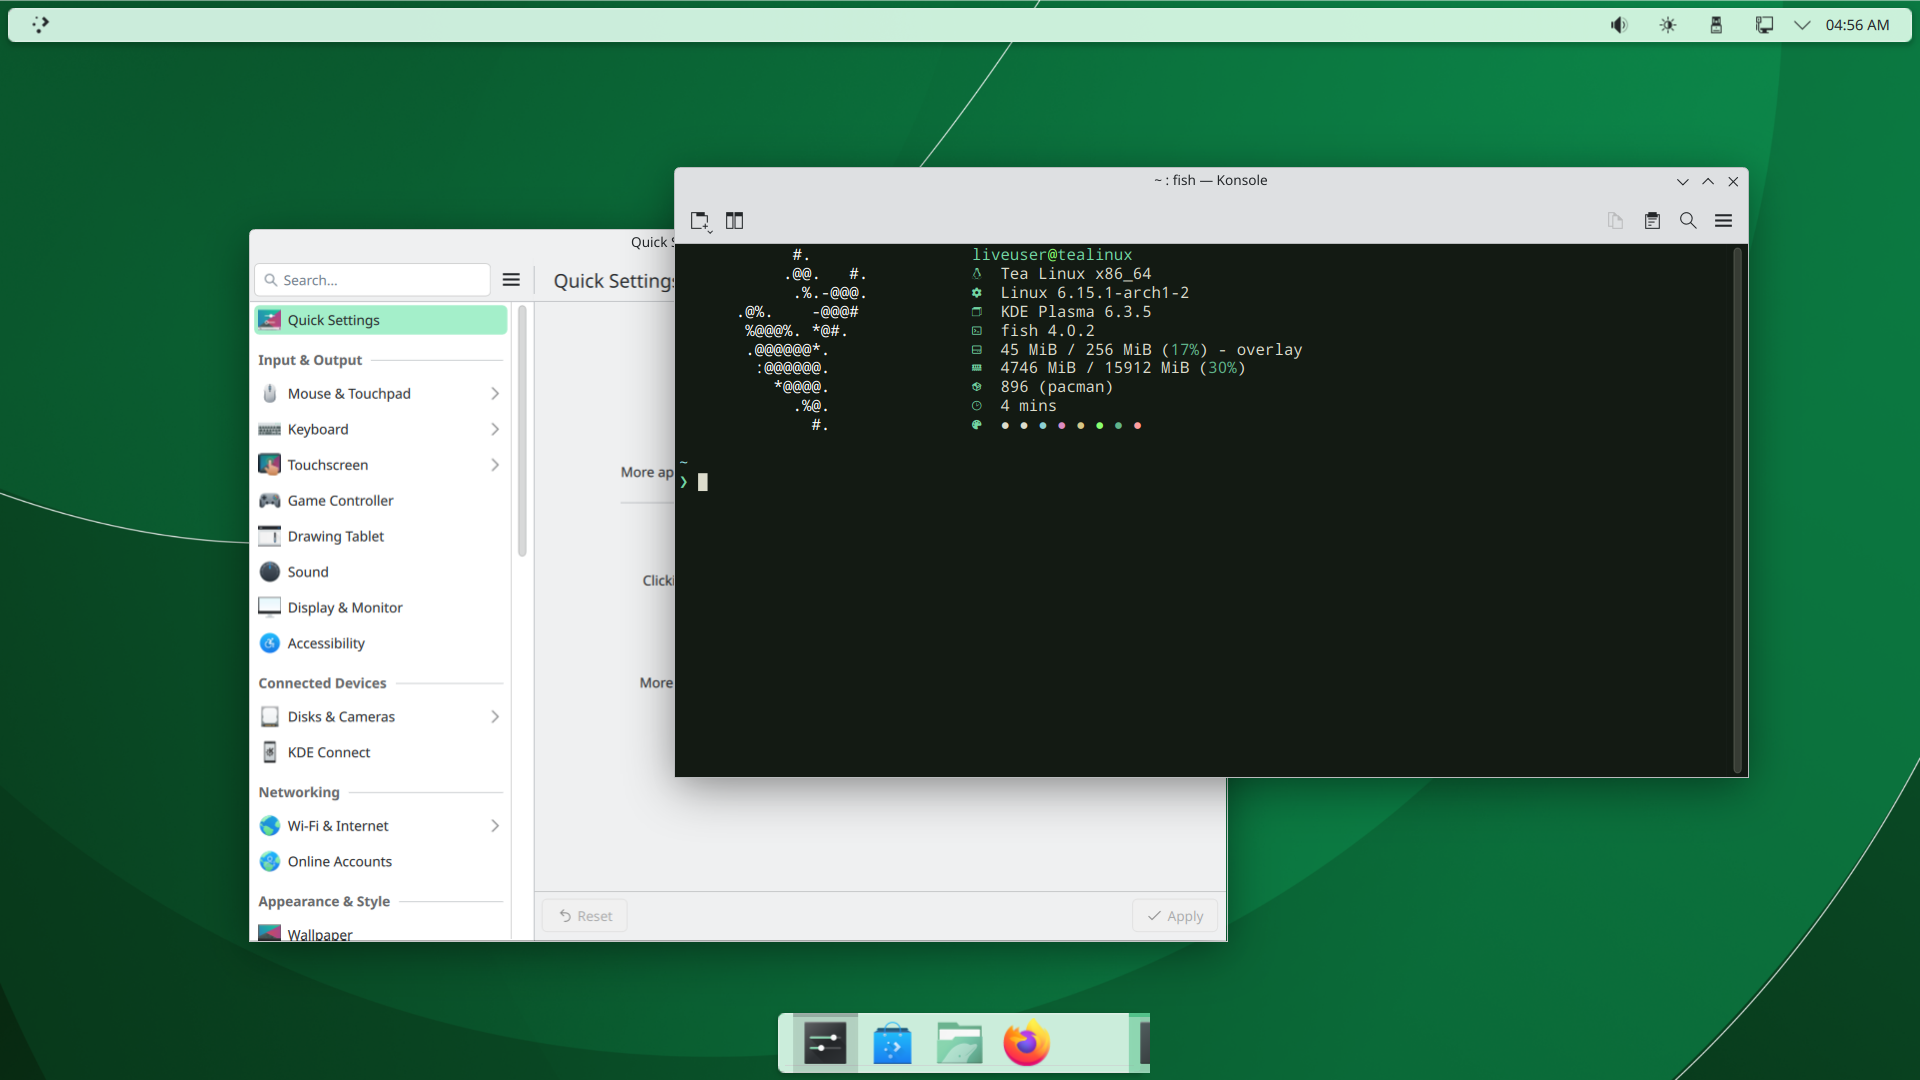 04:56 AM
~ : fish — Konsole
#.
.@@.   #.
.%.-@@@.
.@%.    -@@@#
%@@@%. *@#.
.@@@@@@*.
:@@@@@@.
*@@@@.
.%@.
#.
liveuser@tealinux
Tea Linux x86_64
Linux 6.15.1-arch1-2
KDE Plasma 6.3.5
fish 4.0.2
45 MiB / 256 MiB (17%) - overlay
4746 MiB / 15912 MiB (30%)
896 (pacman)
4 mins
~
❯
Quick
Search...
Quick Settings
Quick Settings
Input & Output
Mouse & Touchpad
Keyboard
Touchscreen
Game Controller
Drawing Tablet
Sound
Display & Monitor
Accessibility
Connected Devices
Disks & Cameras
KDE Connect
Networking
Wi-Fi & Internet
Online Accounts
Appearance & Style
Wallpaper
More ap
Clicki
More
Reset
Apply